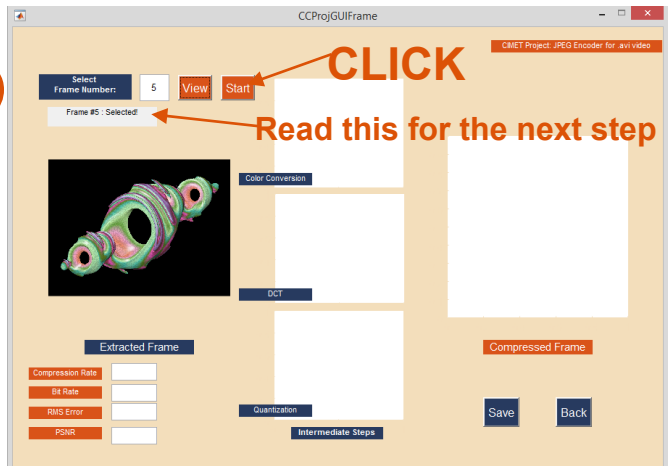 CCProjGUIFrame
CIMET Project: JPEG Encoder for .avi video
CLICK
Select
Frame Number:
5
View
Start
Frame #5 : Selected!
Read this for the next step
Color Conversion
DCT
Extracted Frame
Compressed Frame
Compression Rate
Bit Rate
RMS Error
PSNR
Quantization
Intermediate Steps
Save
Back